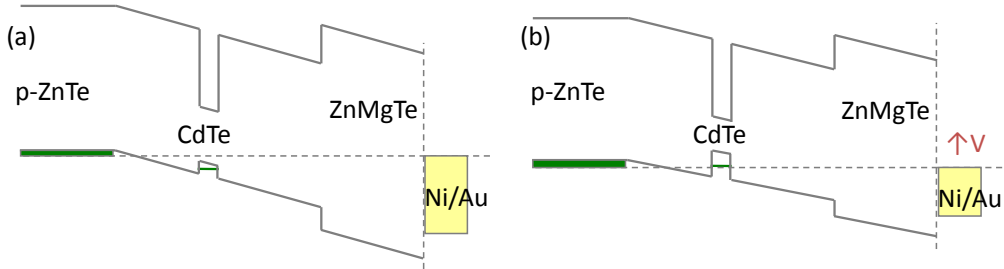 (a)
p-ZnTe
ZnMgTe
CdTe
Ni/Au
(b)
p-ZnTe
ZnMgTe
CdTe
↑V
Ni/Au